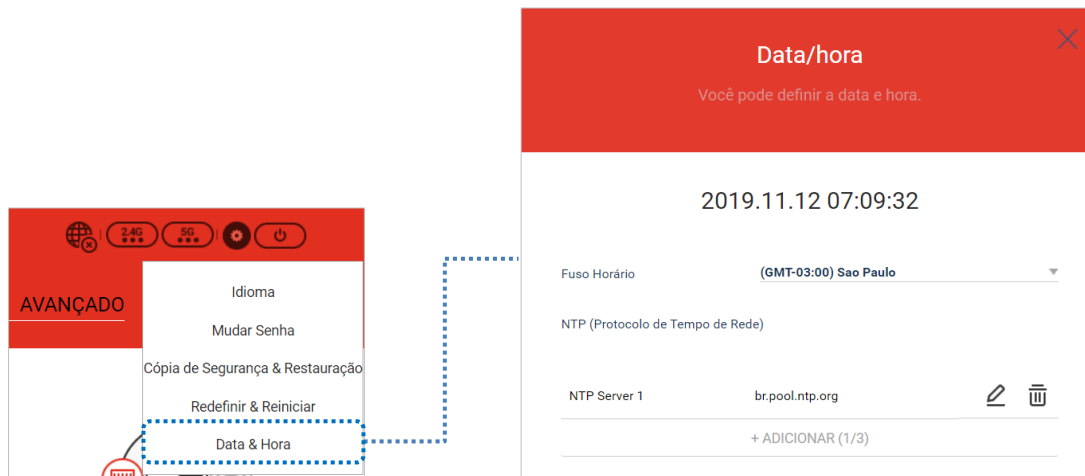 2.4G
5G
AVANÇADO
Idioma
Mudar Senha
Cópia de Segurança & Restauração
Redefinir & Reiniciar
Data & Hora
Data/hora
Você pode definir a data e hora.
2019.11.12 07:09:32
Fuso Horário (GMT-03:00) Sao Paulo
NTP (Protocolo de Tempo de Rede)
NTP Server 1 br.pool.ntp.org
+ ADICIONAR (1/3)